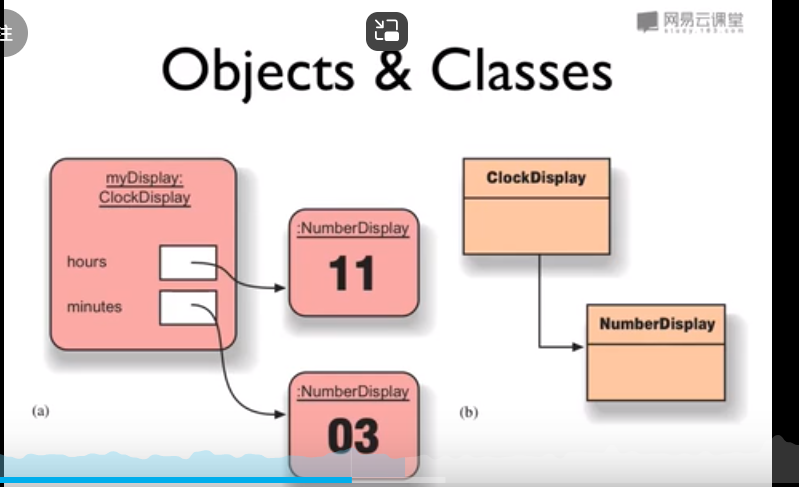 注
网易云课堂
study.163.com
Objects & Classes
myDisplay:
ClockDisplay
hours
minutes
:NumberDisplay
11
:NumberDisplay
03
(a)
ClockDisplay
NumberDisplay
(b)